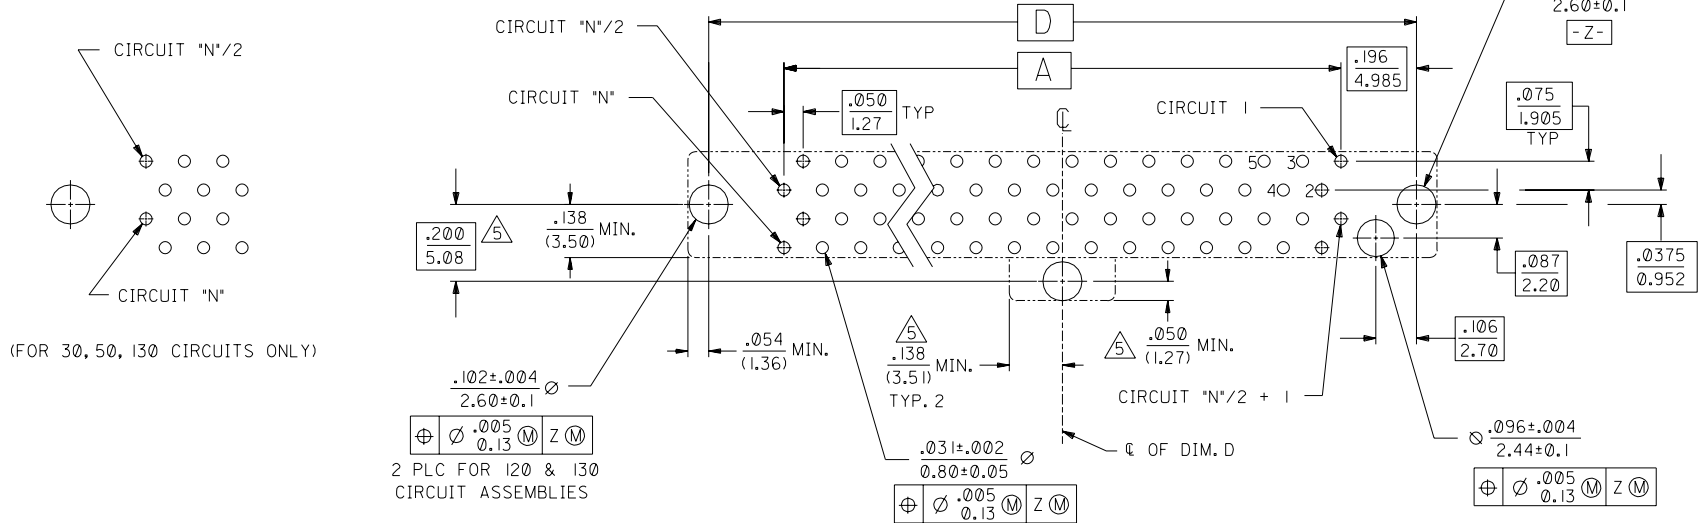 2.60±0.1
-Z-
D
CIRCUIT "N"/2
CIRCUIT "N"/2
A
.196
4.985
CIRCUIT "N"
.050
1.27
TYP
℄
CIRCUIT 1
.075
1.905
TYP
5 3
4 2
.200
5.08
5
.138
(3.50)
MIN.
CIRCUIT "N"
.087
2.20
.0375
0.952
(FOR 30,50,130 CIRCUITS ONLY)
.054
(1.36)
MIN.
5
.138
(3.51)
MIN.
TYP.2
5
.050
(1.27)
MIN.
.106
2.70
.102±.004
2.60±0.1
⌀
CIRCUIT "N"/2 + 1
⌖ ⌀ .005 Ⓜ Z Ⓜ
0.13
2 PLC FOR 120 & 130
CIRCUIT ASSEMBLIES
.031±.002
0.80±0.05
⌀
℄ OF DIM.D
⌀ .096±.004
2.44±0.1
⌖ ⌀ .005 Ⓜ Z Ⓜ
0.13
⌖ ⌀ .005 Ⓜ Z Ⓜ
0.13